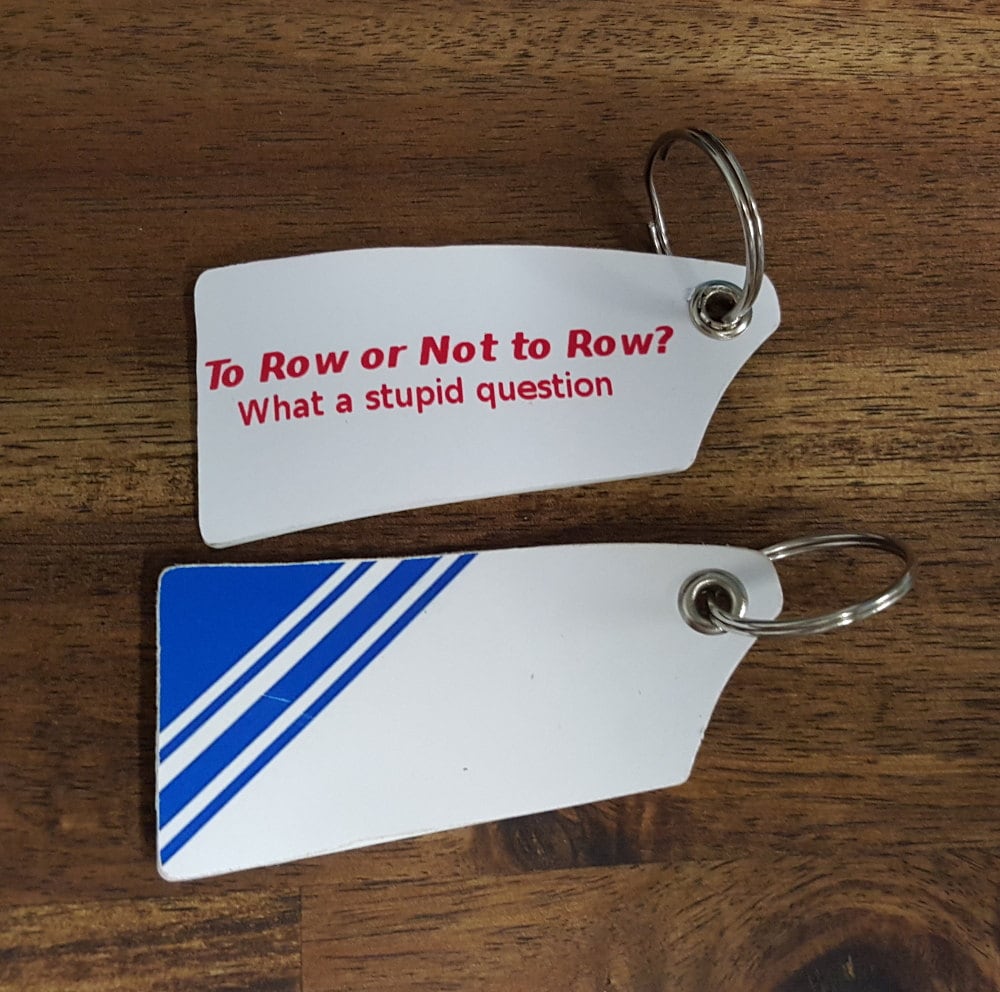 To Row or Not to Row?
What a stupid question